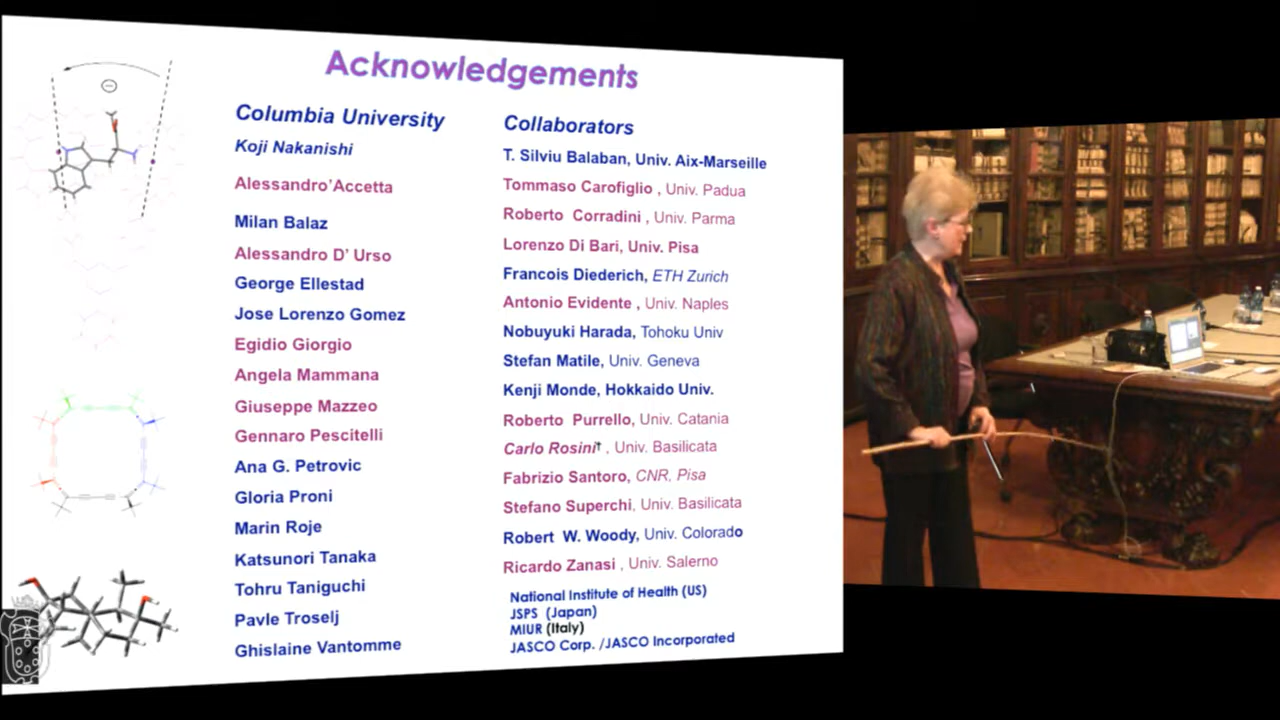 Acknowledgements
Columbia University
Koji Nakanishi
Alessandro'Accetta
Milan Balaz
Alessandro D' Urso
George Ellestad
Jose Lorenzo Gomez
Egidio Giorgio
Angela Mammana
Giuseppe Mazzeo
Gennaro Pescitelli
Ana G. Petrovic
Gloria Proni
Marin Roje
Katsunori Tanaka
Tohru Taniguchi
Pavle Troselj
Ghislaine Vantomme
Collaborators
T. Silviu Balaban, Univ. Aix-Marseille
Tommaso Carofiglio , Univ. Padua
Roberto Corradini , Univ. Parma
Lorenzo Di Bari, Univ. Pisa
Francois Diederich, ETH Zurich
Antonio Evidente , Univ. Naples
Nobuyuki Harada, Tohoku Univ
Stefan Matile, Univ. Geneva
Kenji Monde, Hokkaido Univ.
Roberto Purrello, Univ. Catania
Carlo Rosini† , Univ. Basilicata
Fabrizio Santoro, CNR, Pisa
Stefano Superchi, Univ. Basilicata
Robert W. Woody, Univ. Colorado
Ricardo Zanasi , Univ. Salerno
National Institute of Health (US)
JSPS (Japan)
MIUR (Italy)
JASCO Corp. /JASCO Incorporated